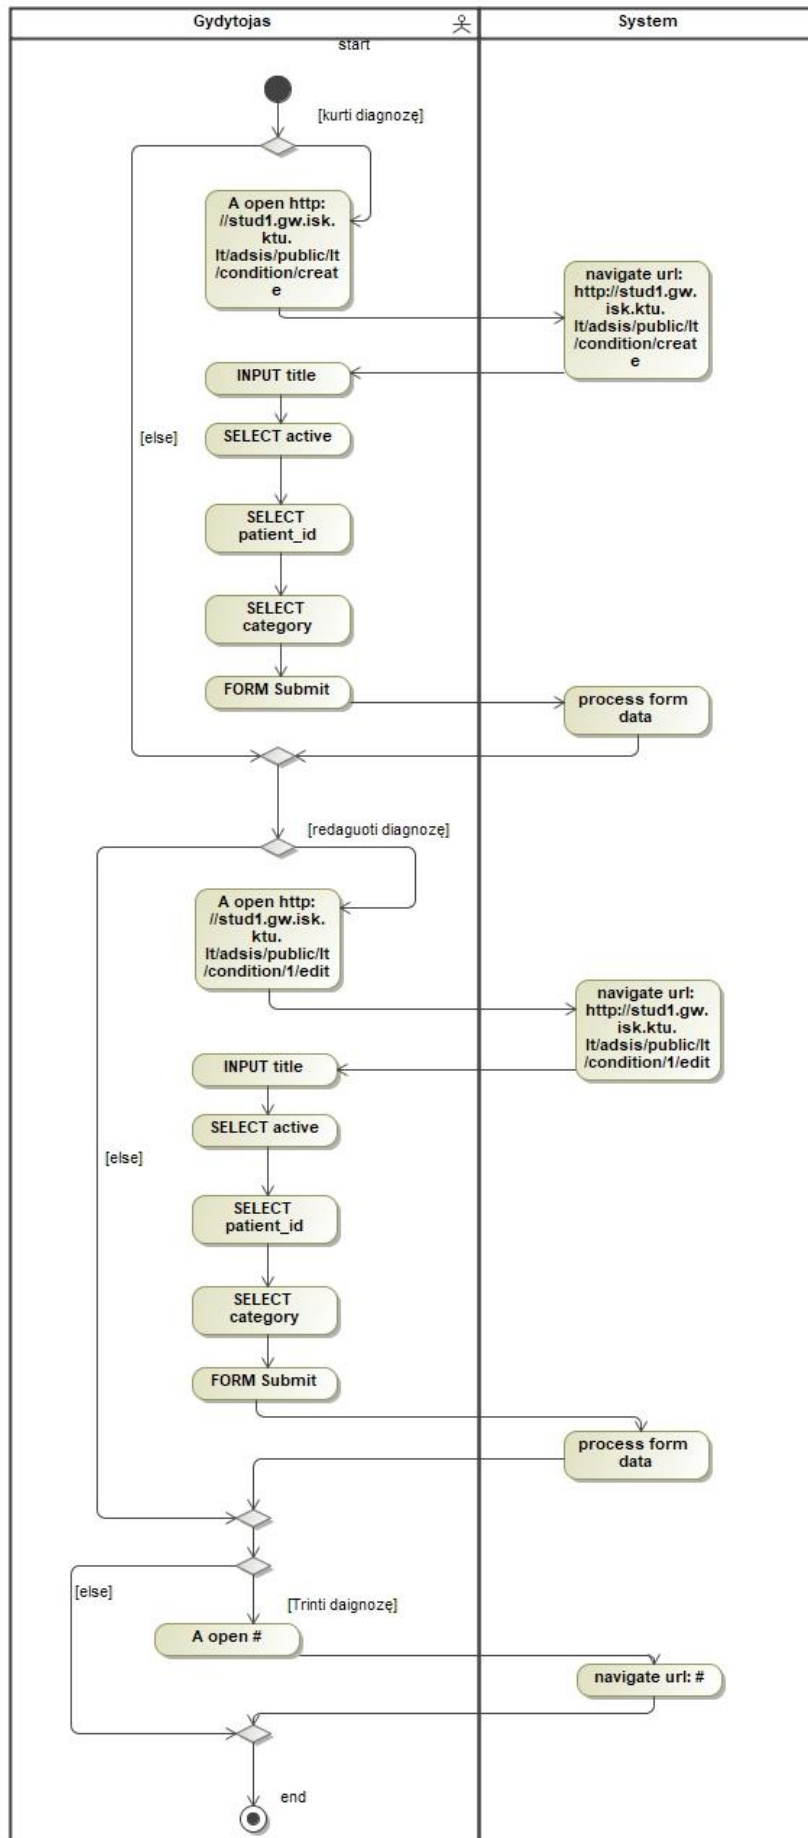 Gydytojas
System
start
[kurti diagnozę]
A open http:
//stud1.gw.isk.
ktu.
lt/adsis/public/lt
/condition/creat
e
navigate url:
http://stud1.gw.
isk.ktu.
lt/adsis/public/lt
/condition/creat
e
INPUT title
[else]
SELECT active
SELECT
patient_id
SELECT
category
FORM Submit
process form
data
[redaguoti diagnozę]
A open http:
//stud1.gw.isk.
ktu.
lt/adsis/public/lt
/condition/1/edit
navigate url:
http://stud1.gw.
isk.ktu.
lt/adsis/public/lt
/condition/1/edit
INPUT title
SELECT active
[else]
SELECT
patient_id
SELECT
category
FORM Submit
process form
data
[else]
[Trinti daignozę]
A open #
navigate url: #
end